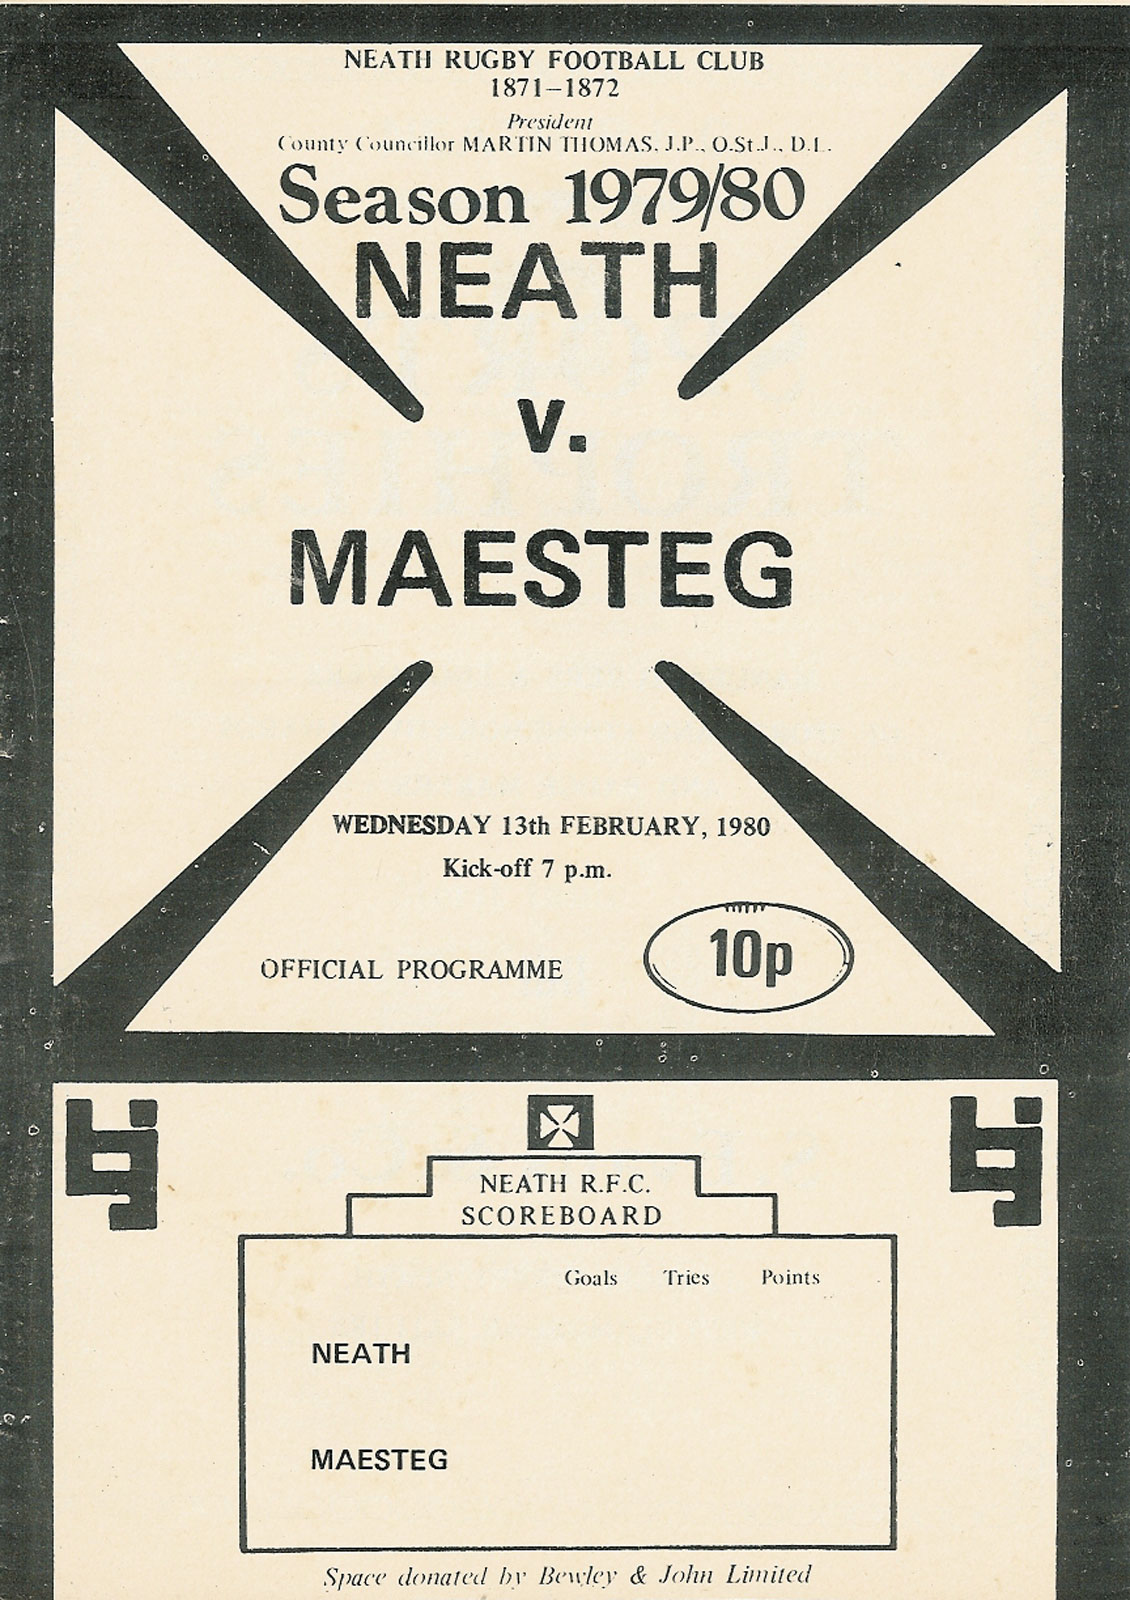 NEATH RUGBY FOOTBALL CLUB
1871–1872
President
County Councillor MARTIN THOMAS, J.P., O.St.J., D.L.
Season 1979/80
NEATH
v.
MAESTEG
WEDNESDAY 13th FEBRUARY, 1980
Kick-off 7 p.m.
OFFICIAL PROGRAMME
10p
NEATH R.F.C.
SCOREBOARD
Goals Tries Points
NEATH
MAESTEG
Space donated by Bewley & John Limited